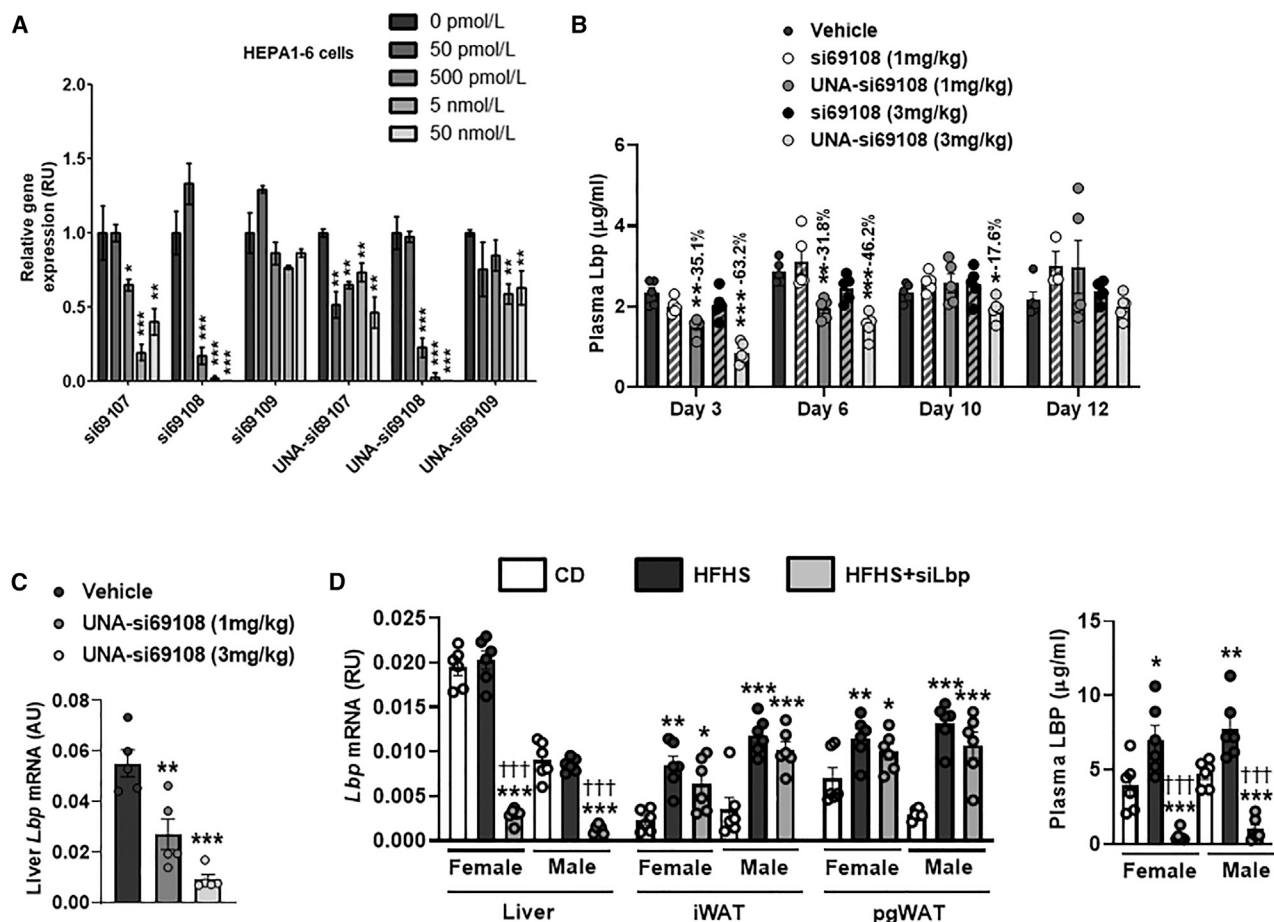 A
HEPA1-6 cells
0 pmol/L
50 pmol/L
500 pmol/L
5 nmol/L
50 nmol/L
Relative gene
expression (RU)
2.0
1.5
1.0
0.5
0.0
*
***
**
***
***
***
**
**
**
**
***
***
***
**
**
si69107
si69108
si69109
UNA-si69107
UNA-si69108
UNA-si69109
B
Vehicle
si69108 (1mg/kg)
UNA-si69108 (1mg/kg)
si69108 (3mg/kg)
UNA-si69108 (3mg/kg)
Plasma Lbp (µg/ml)
6
4
2
0
**-35.1%
***-63.2%
**-31.8%
***-46.2%
*-17.6%
Day 3
Day 6
Day 10
Day 12
C
Vehicle
UNA-si69108 (1mg/kg)
UNA-si69108 (3mg/kg)
Liver Lbp mRNA (AU)
0.08
0.06
0.04
0.02
0.00
**
***
D
CD
HFHS
HFHS+siLbp
Lbp mRNA (RU)
0.025
0.020
0.015
0.010
0.005
0.000
†††
***
†††
***
**
*
***
***
**
*
***
***
Female
Male
Female
Male
Female
Male
Liver
iWAT
pgWAT
Plasma LBP (µg/ml)
15
10
5
0
*
†††
***
**
†††
***
Female
Male